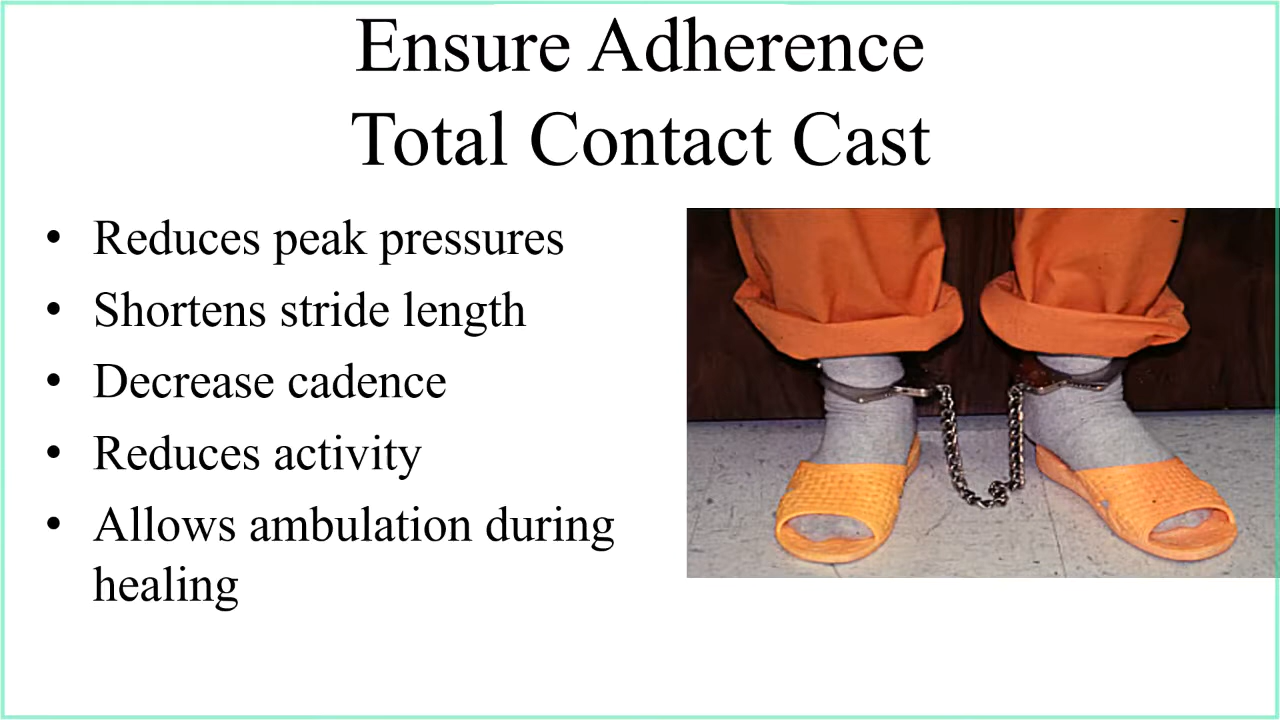 Ensure Adherence
Total Contact Cast
• Reduces peak pressures
• Shortens stride length
• Decrease cadence
• Reduces activity
• Allows ambulation during
healing